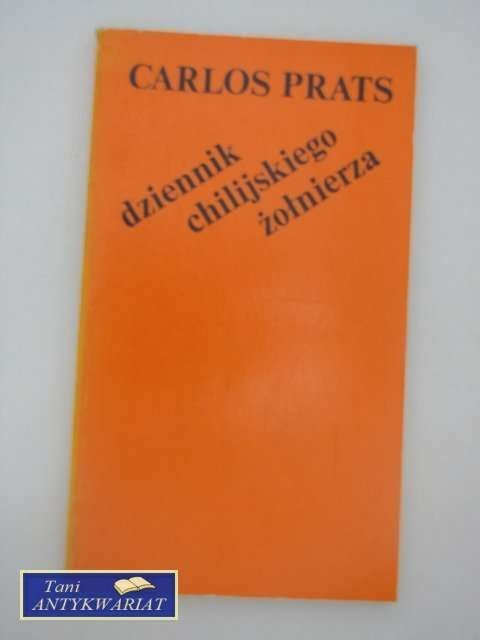 CARLOS PRATS
dziennik
chilijskiego
żołnierza
Tani
ANTYKWARIAT